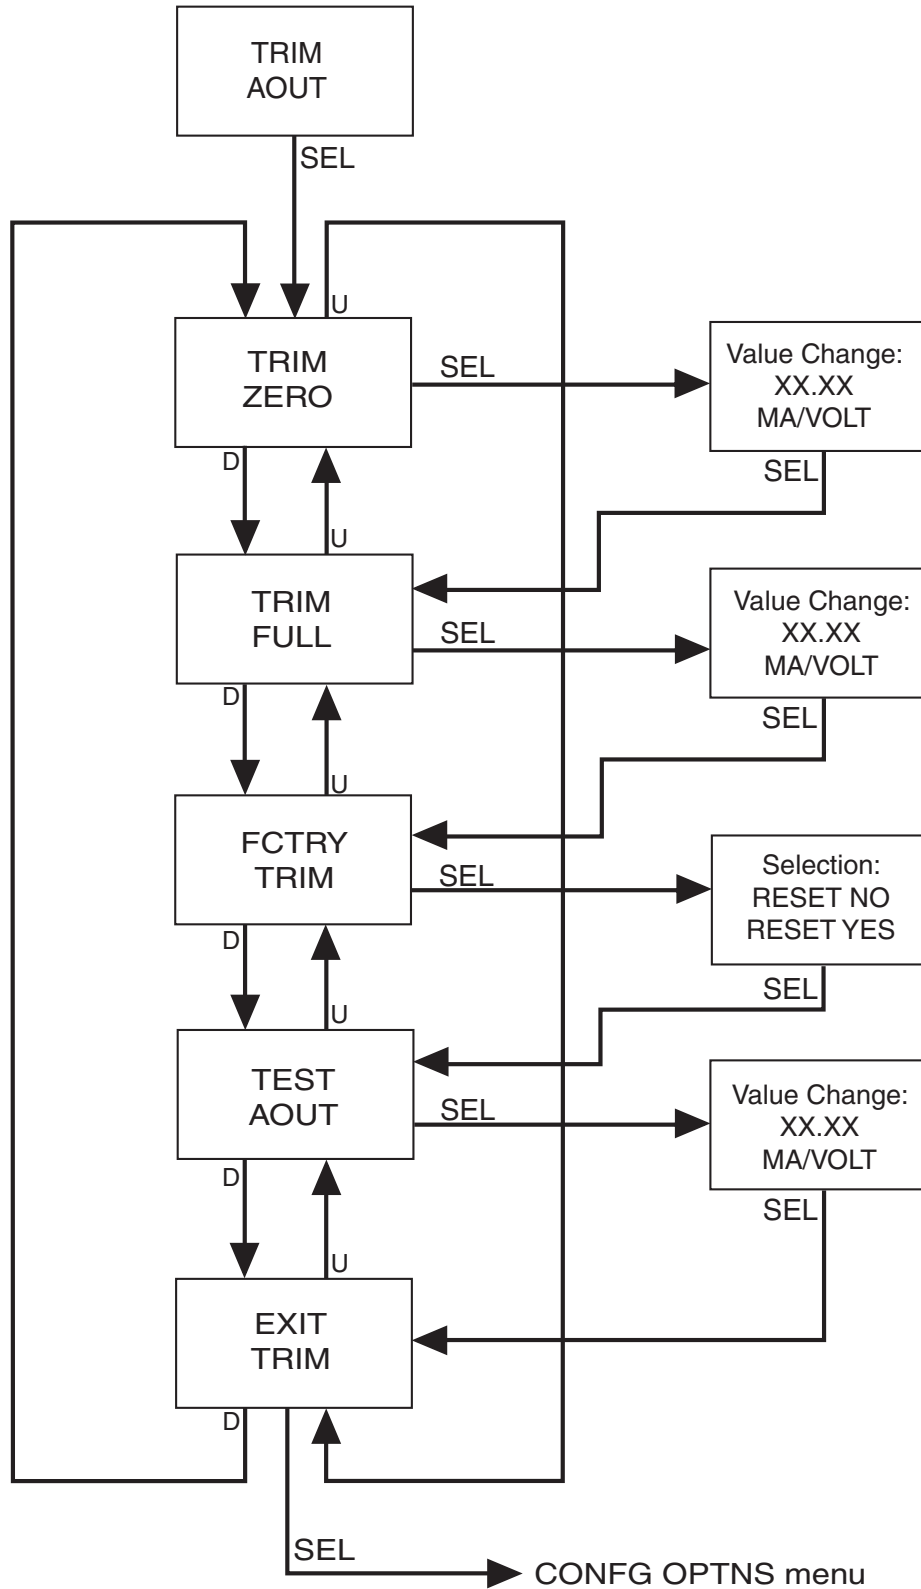 TRIM
AOUT
SEL
U
TRIM
ZERO
SEL
Value Change:
XX.XX
MA/VOLT
D
SEL
U
TRIM
FULL
SEL
Value Change:
XX.XX
MA/VOLT
D
SEL
U
FCTRY
TRIM
SEL
Selection:
RESET NO
RESET YES
D
SEL
U
TEST
AOUT
SEL
Value Change:
XX.XX
MA/VOLT
D
SEL
U
EXIT
TRIM
D
SEL
CONFG OPTNS menu